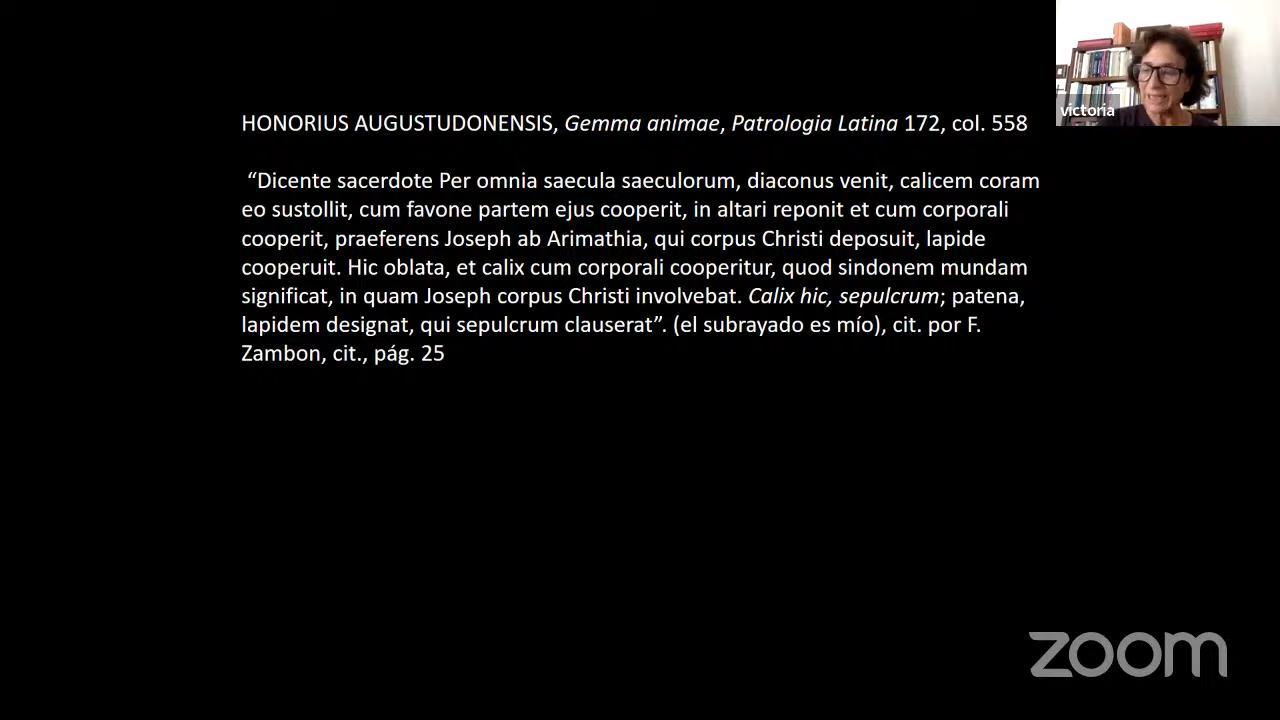 victoria
HONORIUS AUGUSTUDONENSIS, Gemma animae, Patrologia Latina 172, col. 558
“Dicente sacerdote Per omnia saecula saeculorum, diaconus venit, calicem coram
eo sustollit, cum favone partem ejus cooperit, in altari reponit et cum corporali
cooperit, praeferens Joseph ab Arimathia, qui corpus Christi deposuit, lapide
cooperuit. Hic oblata, et calix cum corporali cooperitur, quod sindonem mundam
significat, in quam Joseph corpus Christi involvebat. Calix hic, sepulcrum; patena,
lapidem designat, qui sepulcrum clauserat”. (el subrayado es mío), cit. por F.
Zambon, cit., pág. 25
zoom